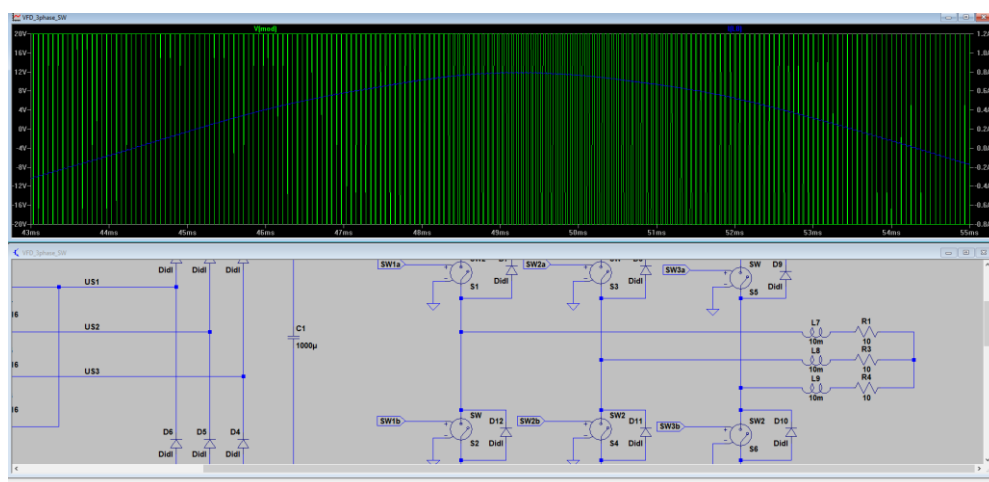 VFD_3phase_SW
V(mod)
20V
1.2A
16V
12V
0.8A
8V
4V
0V
-4V
-8V
-12V
-16V
-20V
43ms 44ms 45ms 46ms 47ms 48ms 49ms 50ms 51ms 52ms 53ms 54ms 55ms
VFD_3phase_SW
Didl Didl Didl
US1
US2
US3
C1
1000µ
D6 D5 D4
Didl Didl Didl
SW1a
S1
Didl
SW2a
S3
Didl
SW3a
SW
D9
S5
Didl
L7 R1
10m 10
L8 R3
10m 10
L9 R4
10m 10
SW1b
SW
D12
S2
Didl
SW2b
SW2
D11
S4
Didl
SW3b
SW2
D10
S6
Didl